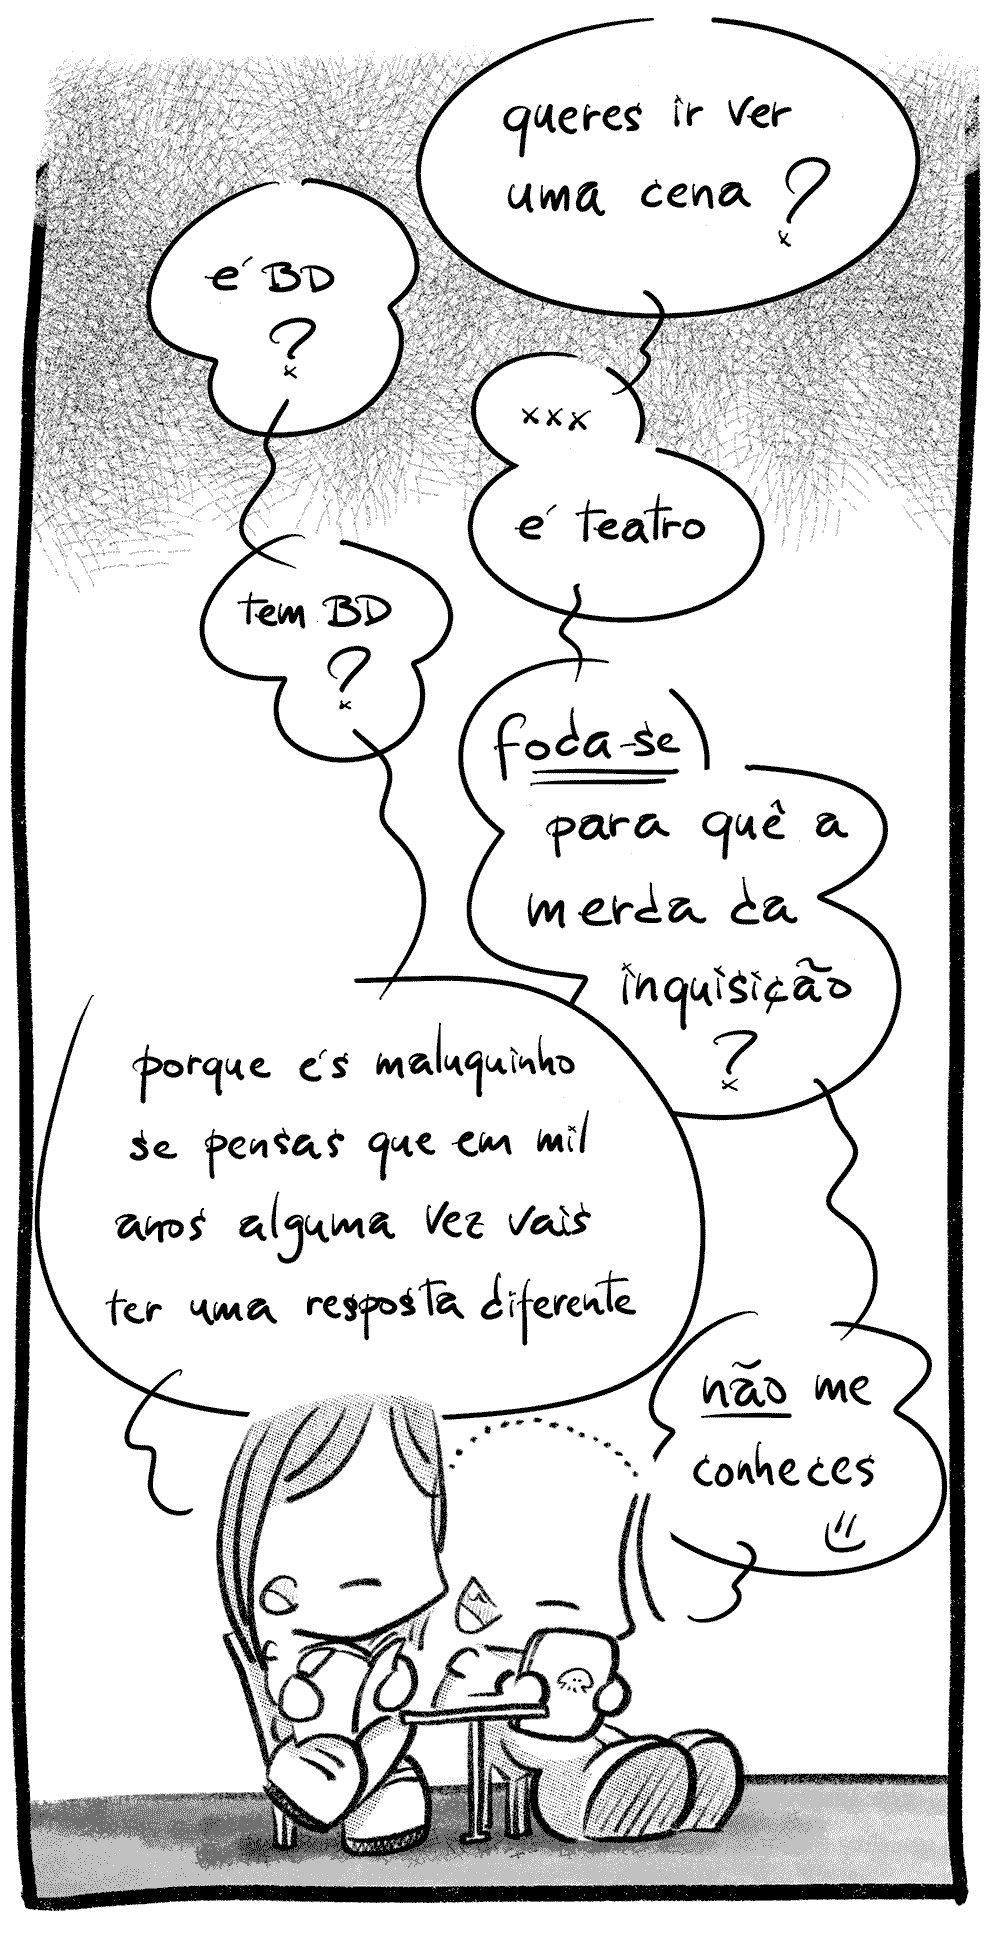 queres ir ver
uma cena ?
é BD
?
xxx
é teatro
tem BD
?
foda-se
para quê a
merda da
inquisição
?
porque és maluquinho
se pensas que em mil
anos alguma vez vais
ter uma resposta diferente
não me
conheces